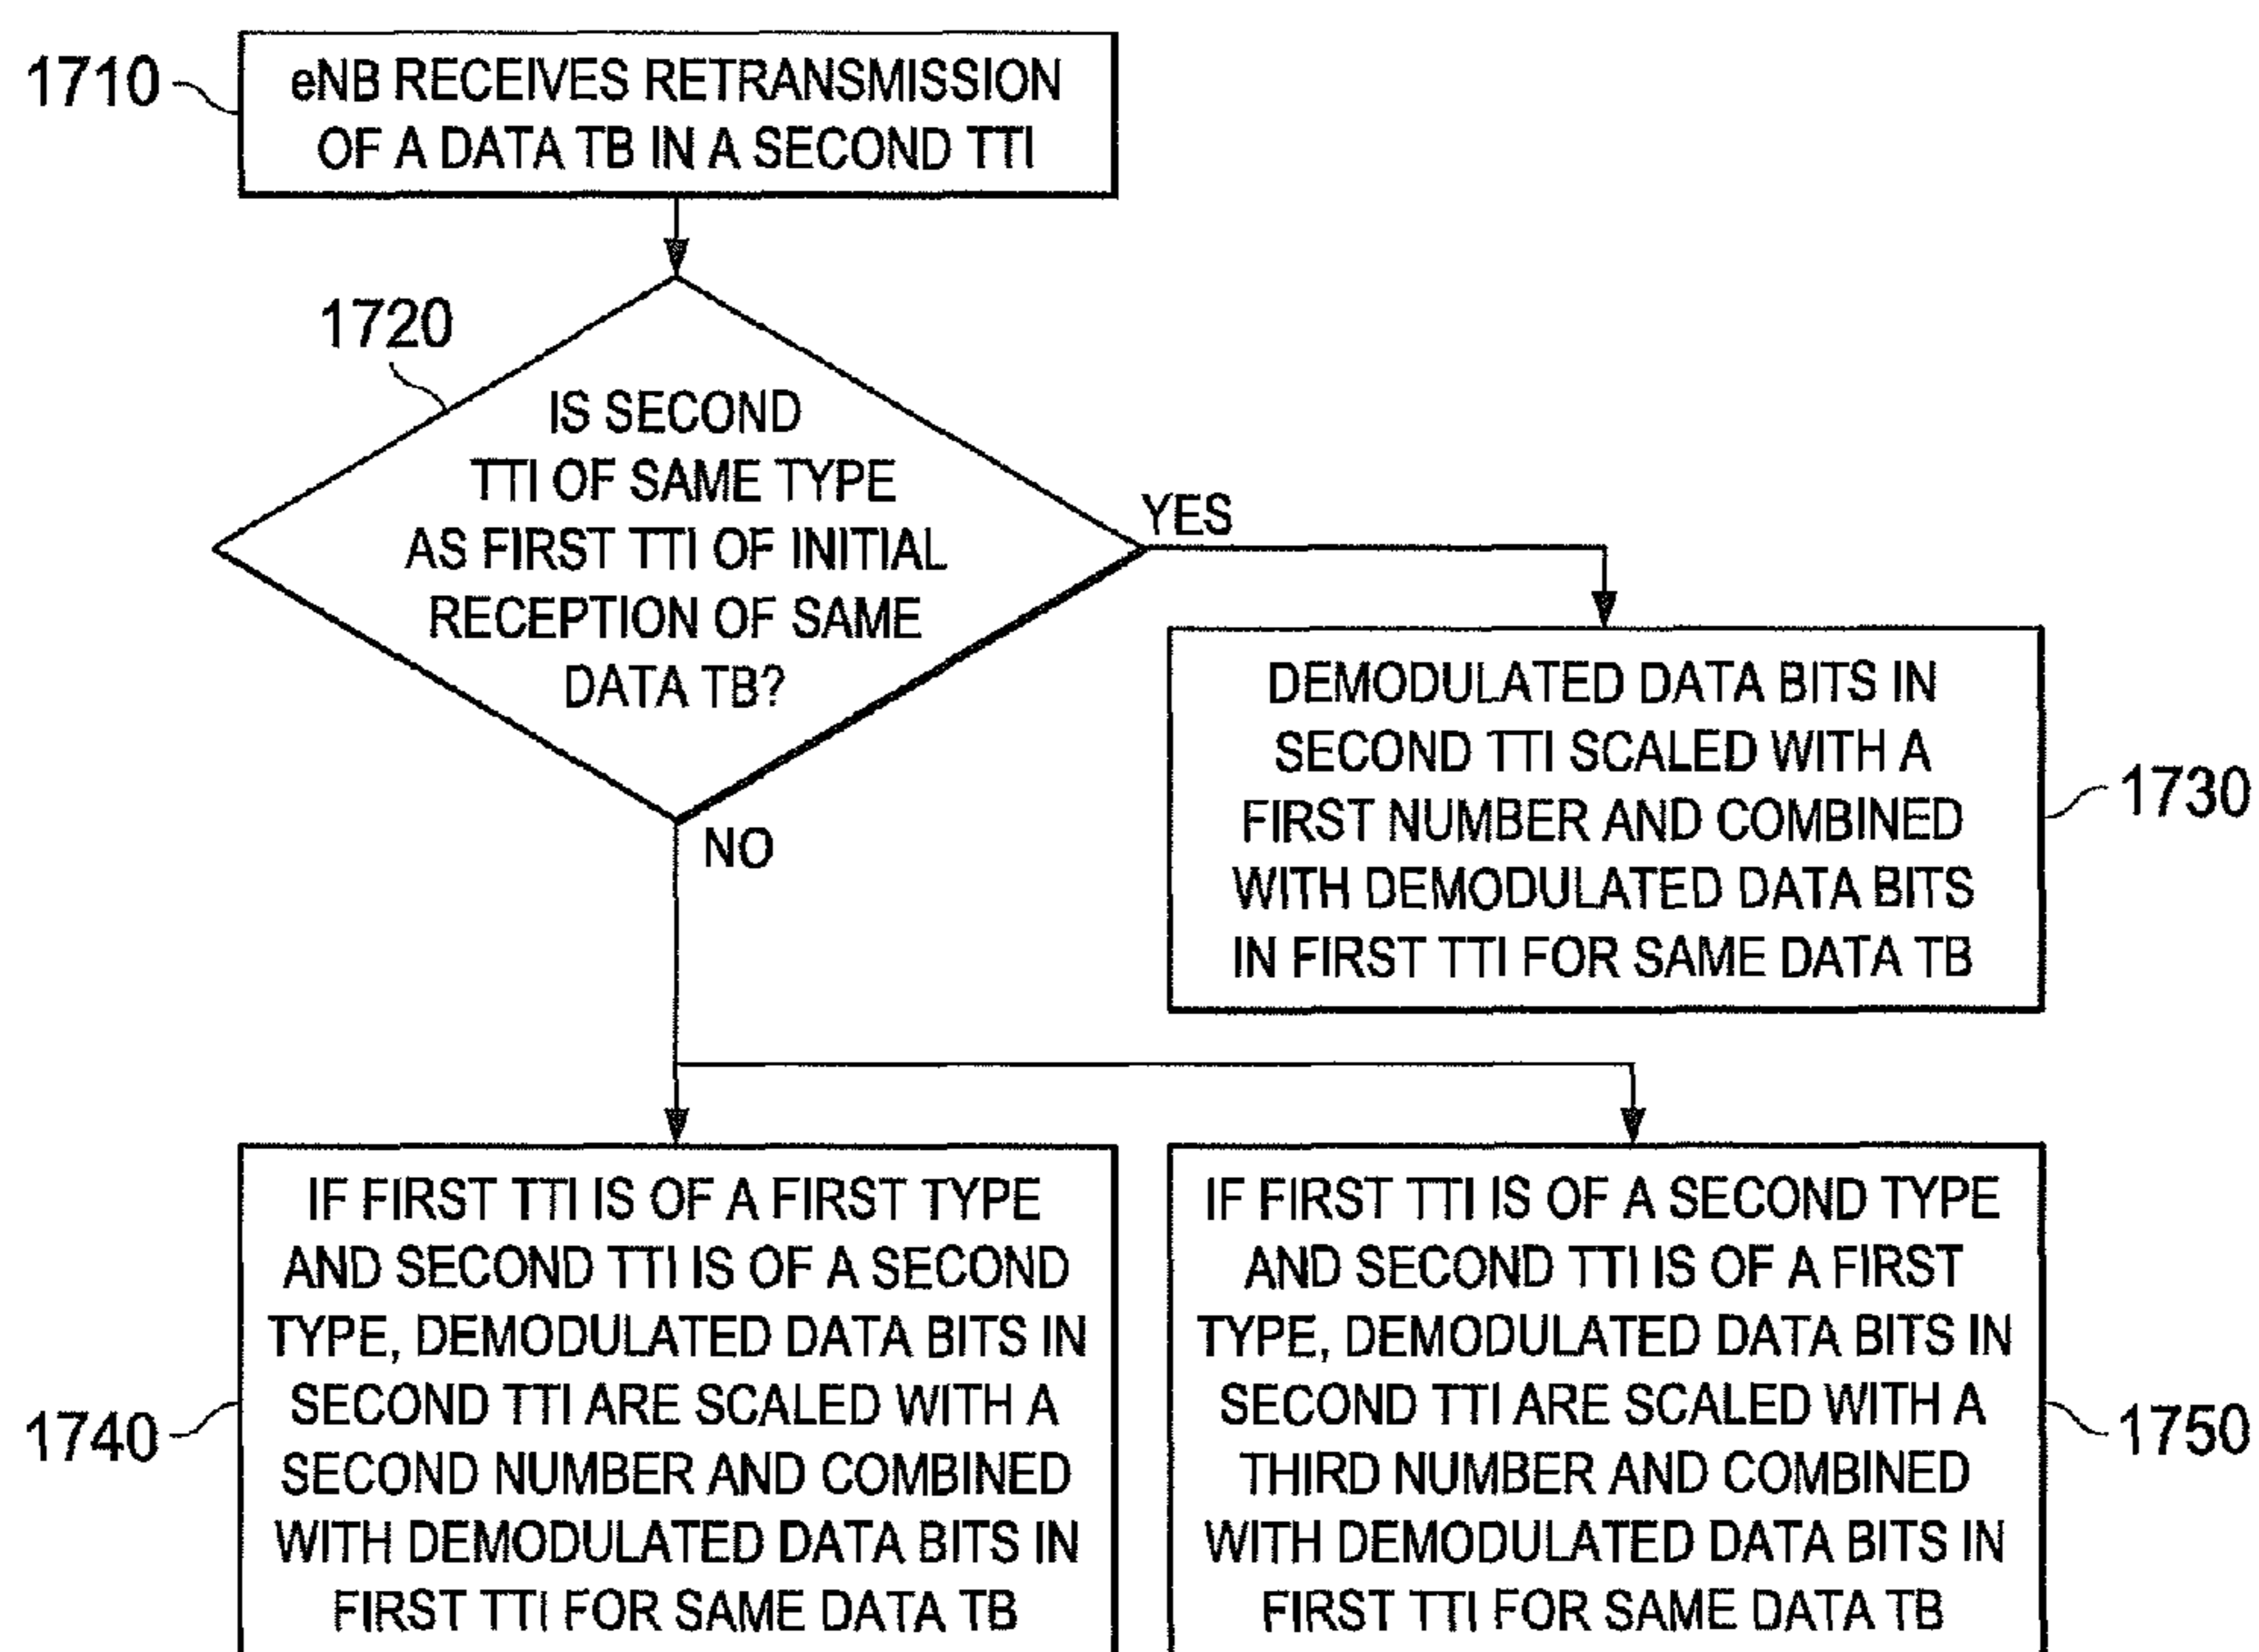 1710
eNB RECEIVES RETRANSMISSION
OF A DATA TB IN A SECOND TTI
1720
IS SECOND
TTI OF SAME TYPE
AS FIRST TTI OF INITIAL
RECEPTION OF SAME
DATA TB?
YES
NO
DEMODULATED DATA BITS IN
SECOND TTI SCALED WITH A
FIRST NUMBER AND COMBINED
WITH DEMODULATED DATA BITS
IN FIRST TTI FOR SAME DATA TB
1730
1740
IF FIRST TTI IS OF A FIRST TYPE
AND SECOND TTI IS OF A SECOND
TYPE, DEMODULATED DATA BITS IN
SECOND TTI ARE SCALED WITH A
SECOND NUMBER AND COMBINED
WITH DEMODULATED DATA BITS IN
FIRST TTI FOR SAME DATA TB
IF FIRST TTI IS OF A SECOND TYPE
AND SECOND TTI IS OF A FIRST
TYPE, DEMODULATED DATA BITS IN
SECOND TTI ARE SCALED WITH A
THIRD NUMBER AND COMBINED
WITH DEMODULATED DATA BITS IN
FIRST TTI FOR SAME DATA TB
1750